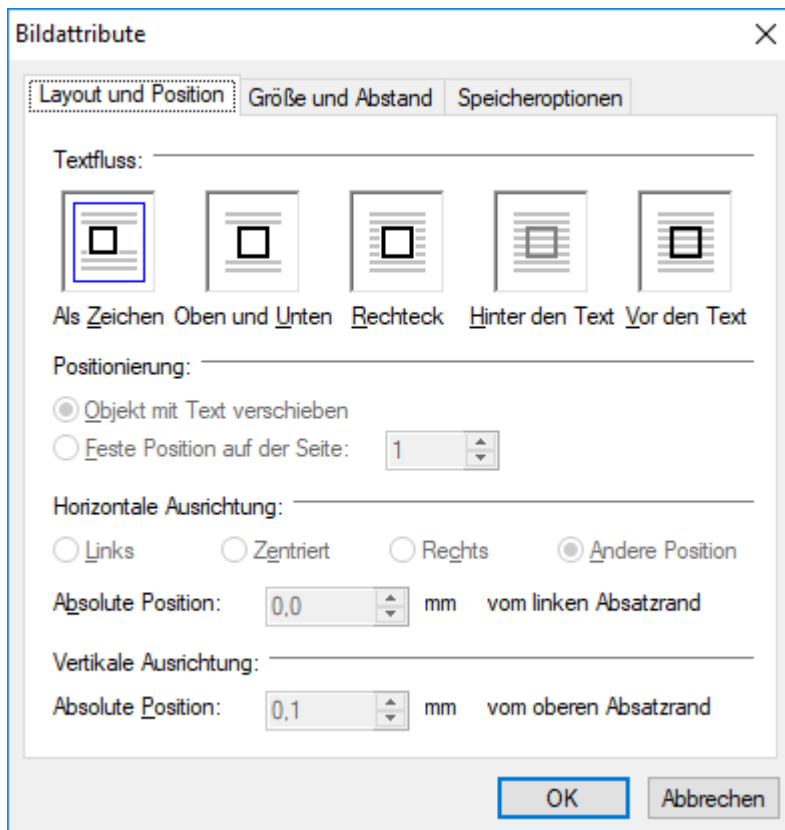 Bildattribute
Layout und Position Größe und Abstand Speicheroptionen
Textfluss:
Als Zeichen Oben und Unten Rechteck Hinter den Text Vor den Text
Positionierung:
Objekt mit Text verschieben
Feste Position auf der Seite: 1
Horizontale Ausrichtung:
Links Zentriert Rechts Andere Position
Absolute Position: 0,0 mm vom linken Absatzrand
Vertikale Ausrichtung:
Absolute Position: 0,1 mm vom oberen Absatzrand
OK Abbrechen